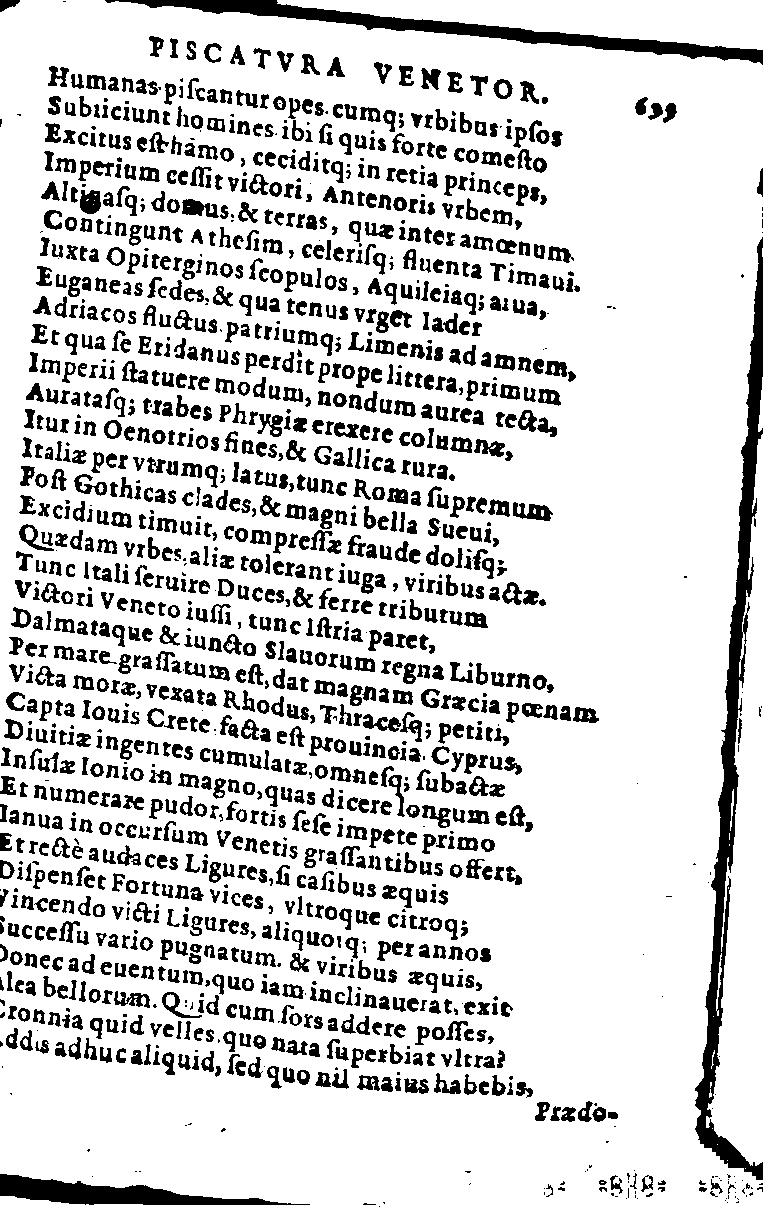 PISCATVRA VENETOR. 699
Humanas piſcantur opes. cumq; vrbibus ipſos
Subiiciunt homines. ibi ſi quis forte comeſto
Excitus eſt hamo, ceciditq; in retia princeps,
Imperium ceſſit victori, Antenoris vrbem,
Altinaſq; domus, & terras, quæ inter amœnum
Contingunt Atheſim, celeriſq; fluenta Timaui.
Iuxta Opiterginos ſcopulos, Aquileiaq; arua,
Euganeas ſedes, & qua tenus vrget Iader
Adriacos fluctus. patriumq; Limenis ad amnem,
Et qua ſe Eridanus perdit prope littera, primum
Imperii ſtatuere modum, nondum aurea tecta,
Aurataſq; trabes Phrygiæ erexere columnæ,
Itur in Oenotrios fines, & Gallica rura.
Italiæ per vtrumq; latus, tunc Roma ſupremum
Poſt Gothicas clades, & magni bella Sueui,
Excidium timuit, compreſſæ fraude doliſq;
Quædam vrbes, aliæ tolerant iuga, viribus actæ.
Tunc Itali ſeruire Duces, & ferre tributum
Victori Veneto iuſſi, tunc Iſtria paret,
Dalmataque & iuncto Slauorum regna Liburno,
Per mare graſſatum eſt, dat magnam Græcia pœnam
Victa moræ, vexata Rhodus, Thraceſq; petiti,
Capta Iouis Crete. facta eſt prouincia Cyprus,
Diuitiæ ingentes cumulatæ, omneſq; ſubactæ
Inſulæ Ionio in magno, quas dicere longum eſt,
Et numerare pudor, fortis ſeſe impete primo
Ianua in occurſum Venetis graſſantibus offert,
Et rectè audaces Ligures, ſi caſibus æquis
Diſpenſet Fortuna vices, vltroque citroq;
Vincendo victi Ligures, aliquotq; per annos
Succeſſu vario pugnatum. & viribus æquis,
Donec ad euentum, quo iam inclinauerat, exit
Alea bellorum. Quid cum ſors addere poſſes,
Cronnia quid velles. quo nata ſuperbiat vltra?
Addis adhuc aliquid, ſed quo nil maius habebis,
Prædo-